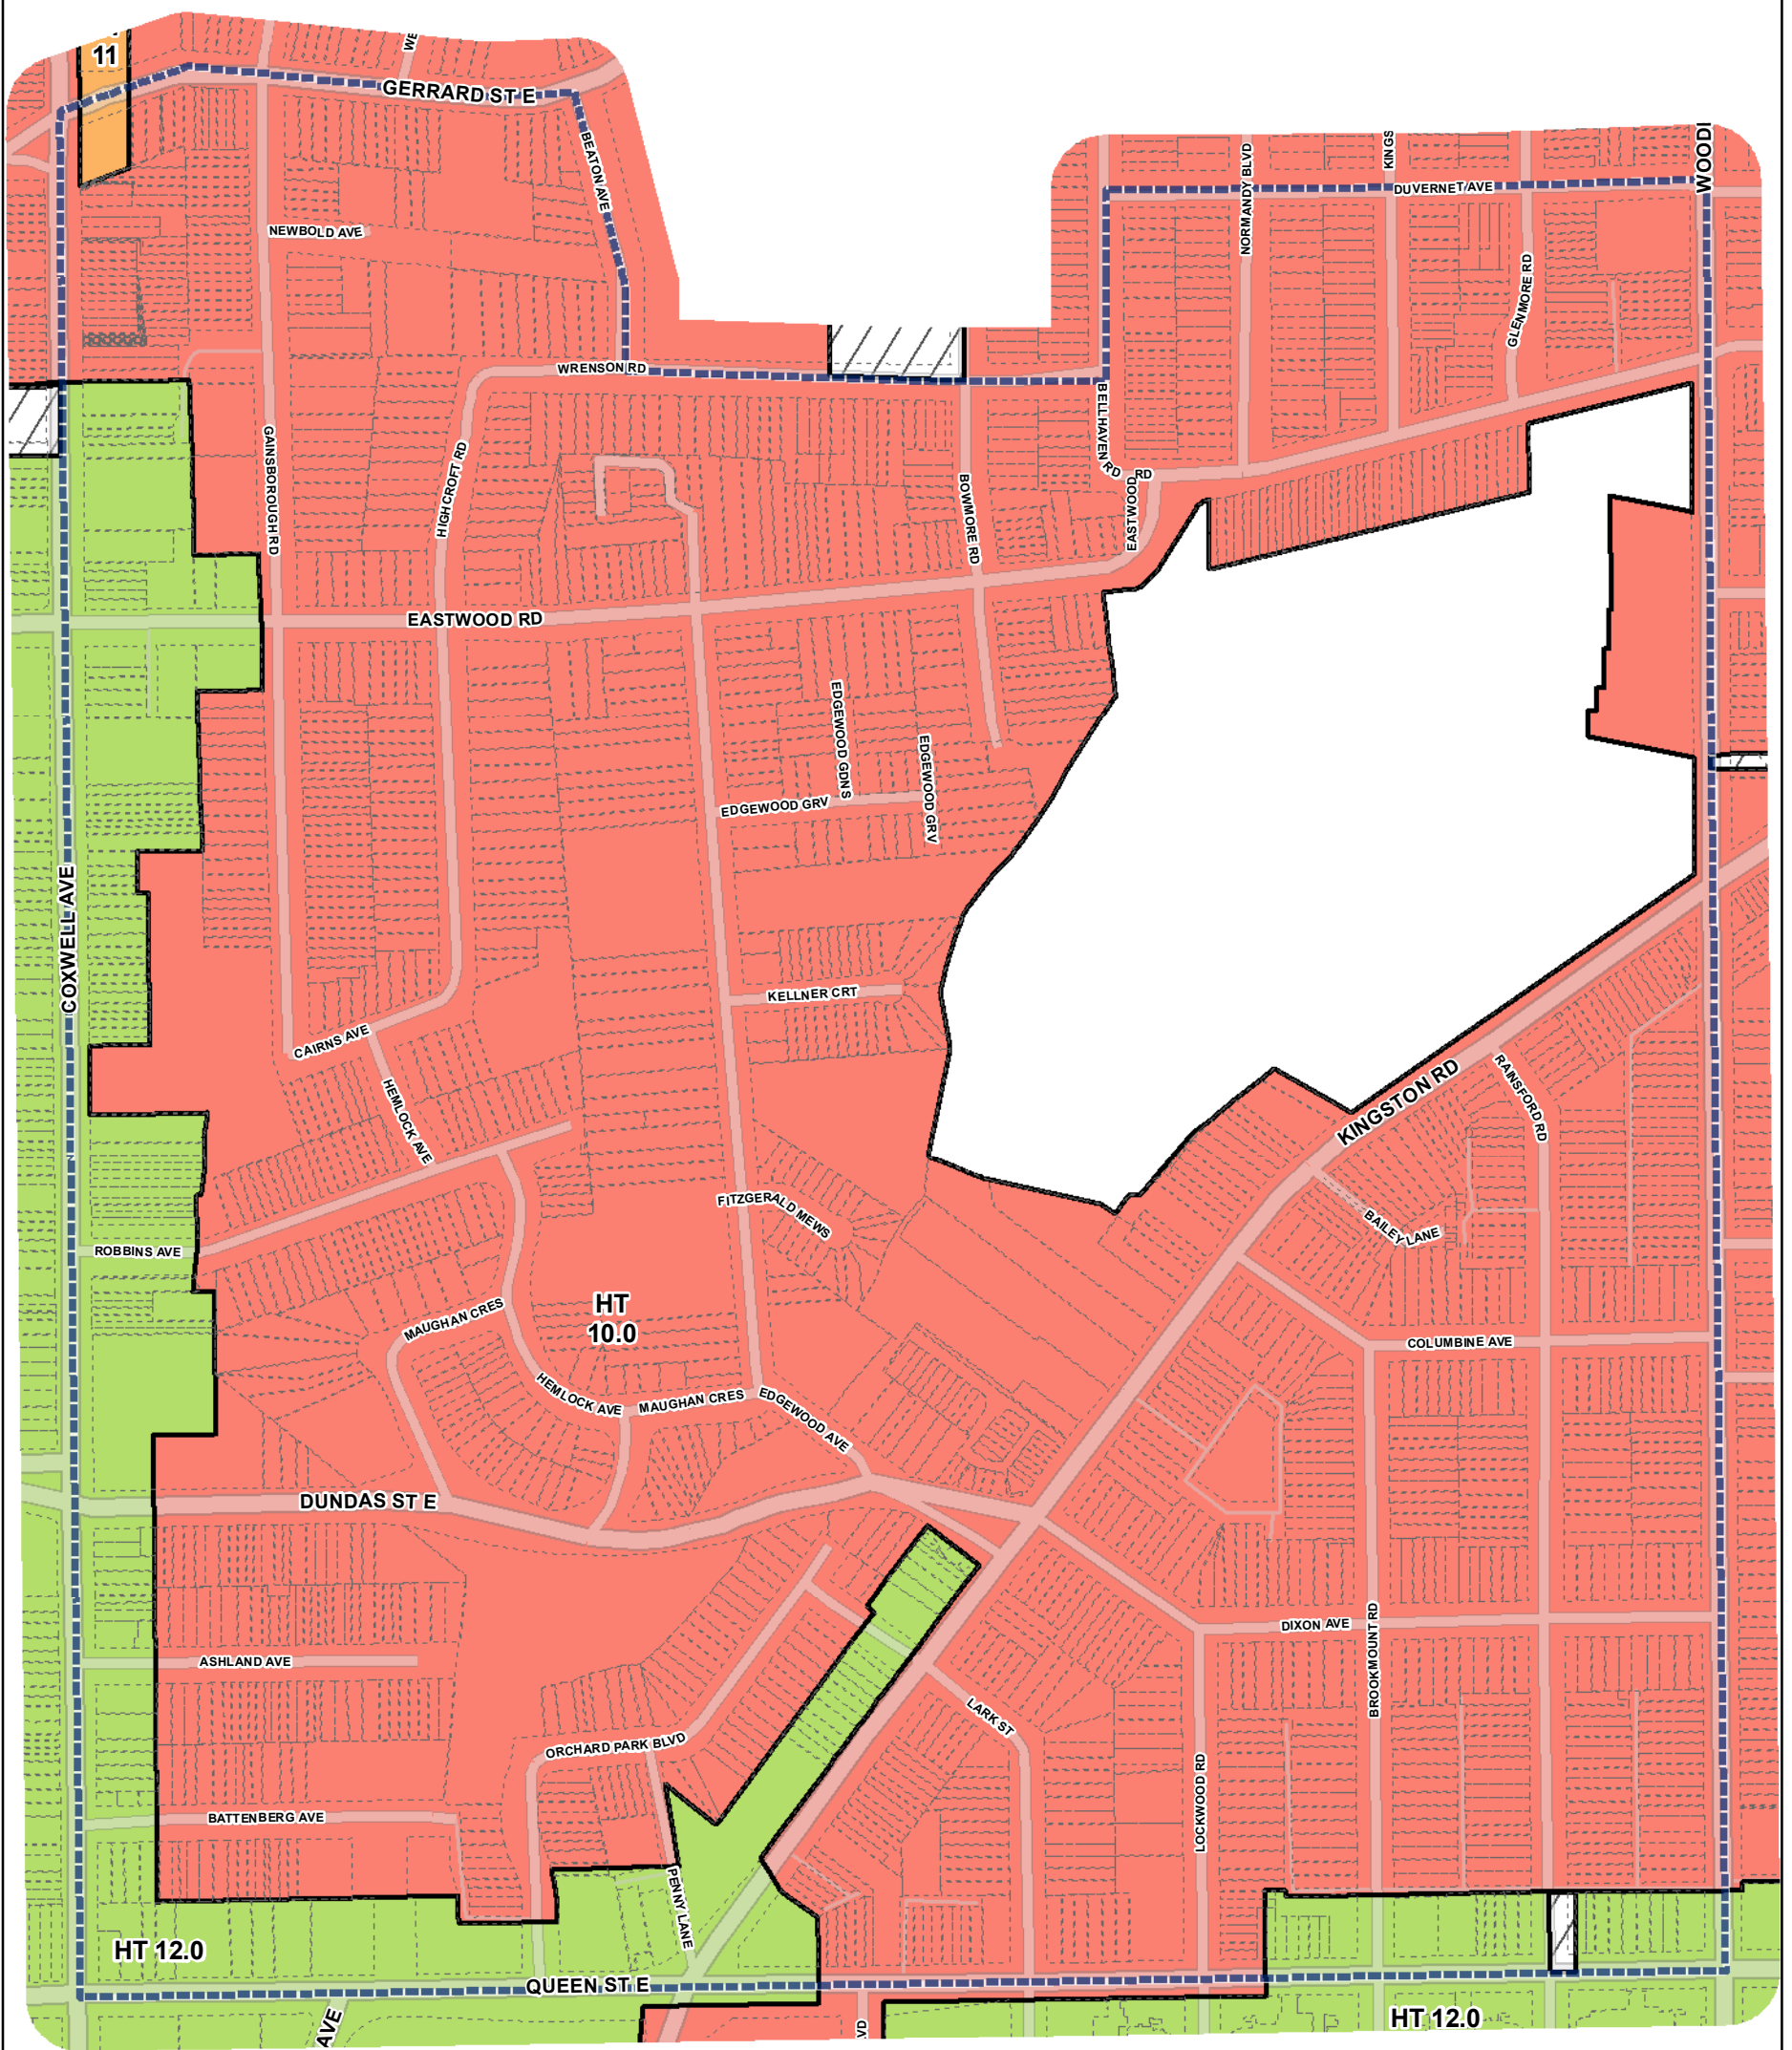 11
WE
GERRARD ST E
BEATON AVE
KINGS
WOODI
NORMANDY BLVD
DUVERNET AVE
NEWBOLD AVE
GLENMORE RD
WRENSON RD
BELLHAVEN RD
GAINSBOROUGH RD
HIGHCROFT RD
BOWMORE RD
EASTWOOD RD
EASTWOOD RD
EDGEWOOD GDNS
EDGEWOOD GRV
EDGEWOOD GRV
COXWELL AVE
KELLNER CRT
CAIRNS AVE
HEMLOCK AVE
KINGSTON RD
RAINSFORD RD
FITZGERALD MEWS
BAILEY LANE
ROBBINS AVE
HT
10.0
MAUGHAN CRES
COLUMBINE AVE
HEMLOCK AVE
MAUGHAN CRES
EDGEWOOD AVE
DUNDAS ST E
DIXON AVE
BROOKMOUNT RD
ASHLAND AVE
LARK ST
ORCHARD PARK BLVD
LOCKWOOD RD
BATTENBERG AVE
PENNY LANE
HT 12.0
QUEEN ST E
AVE
VD
HT 12.0